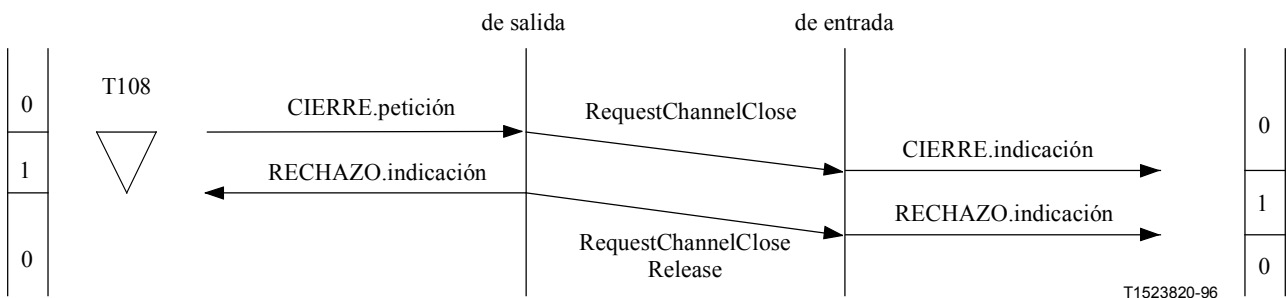 de salida
de entrada
T108
0
CIERRE.petición
RequestChannelClose
0
1
RECHAZO.indicación
CIERRE.indicación
1
RECHAZO.indicación
0
RequestChannelClose
Release
0
T1523820-96